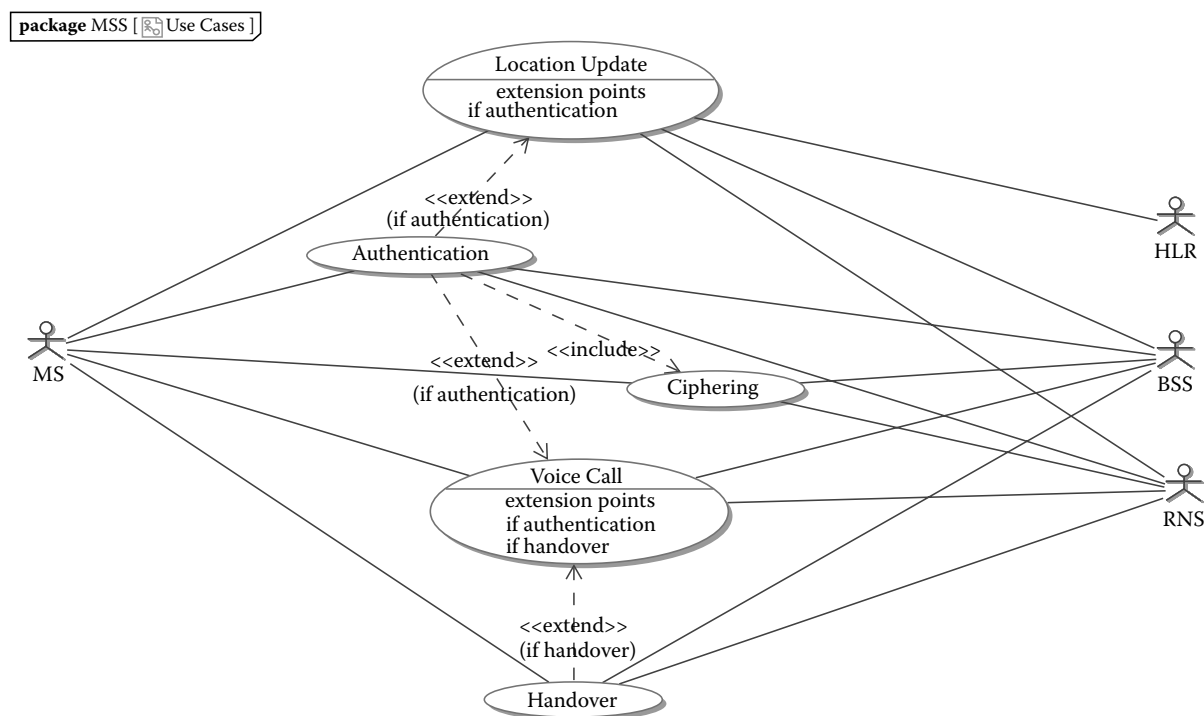 package MSS [ Use Cases ]
Location Update
extension points
if authentication
<<extend>>
(if authentication)
HLR
Authentication
MS
<<extend>>
(if authentication)
<<include>>
Ciphering
BSS
Voice Call
extension points
if authentication
if handover
RNS
<<extend>>
(if handover)
Handover